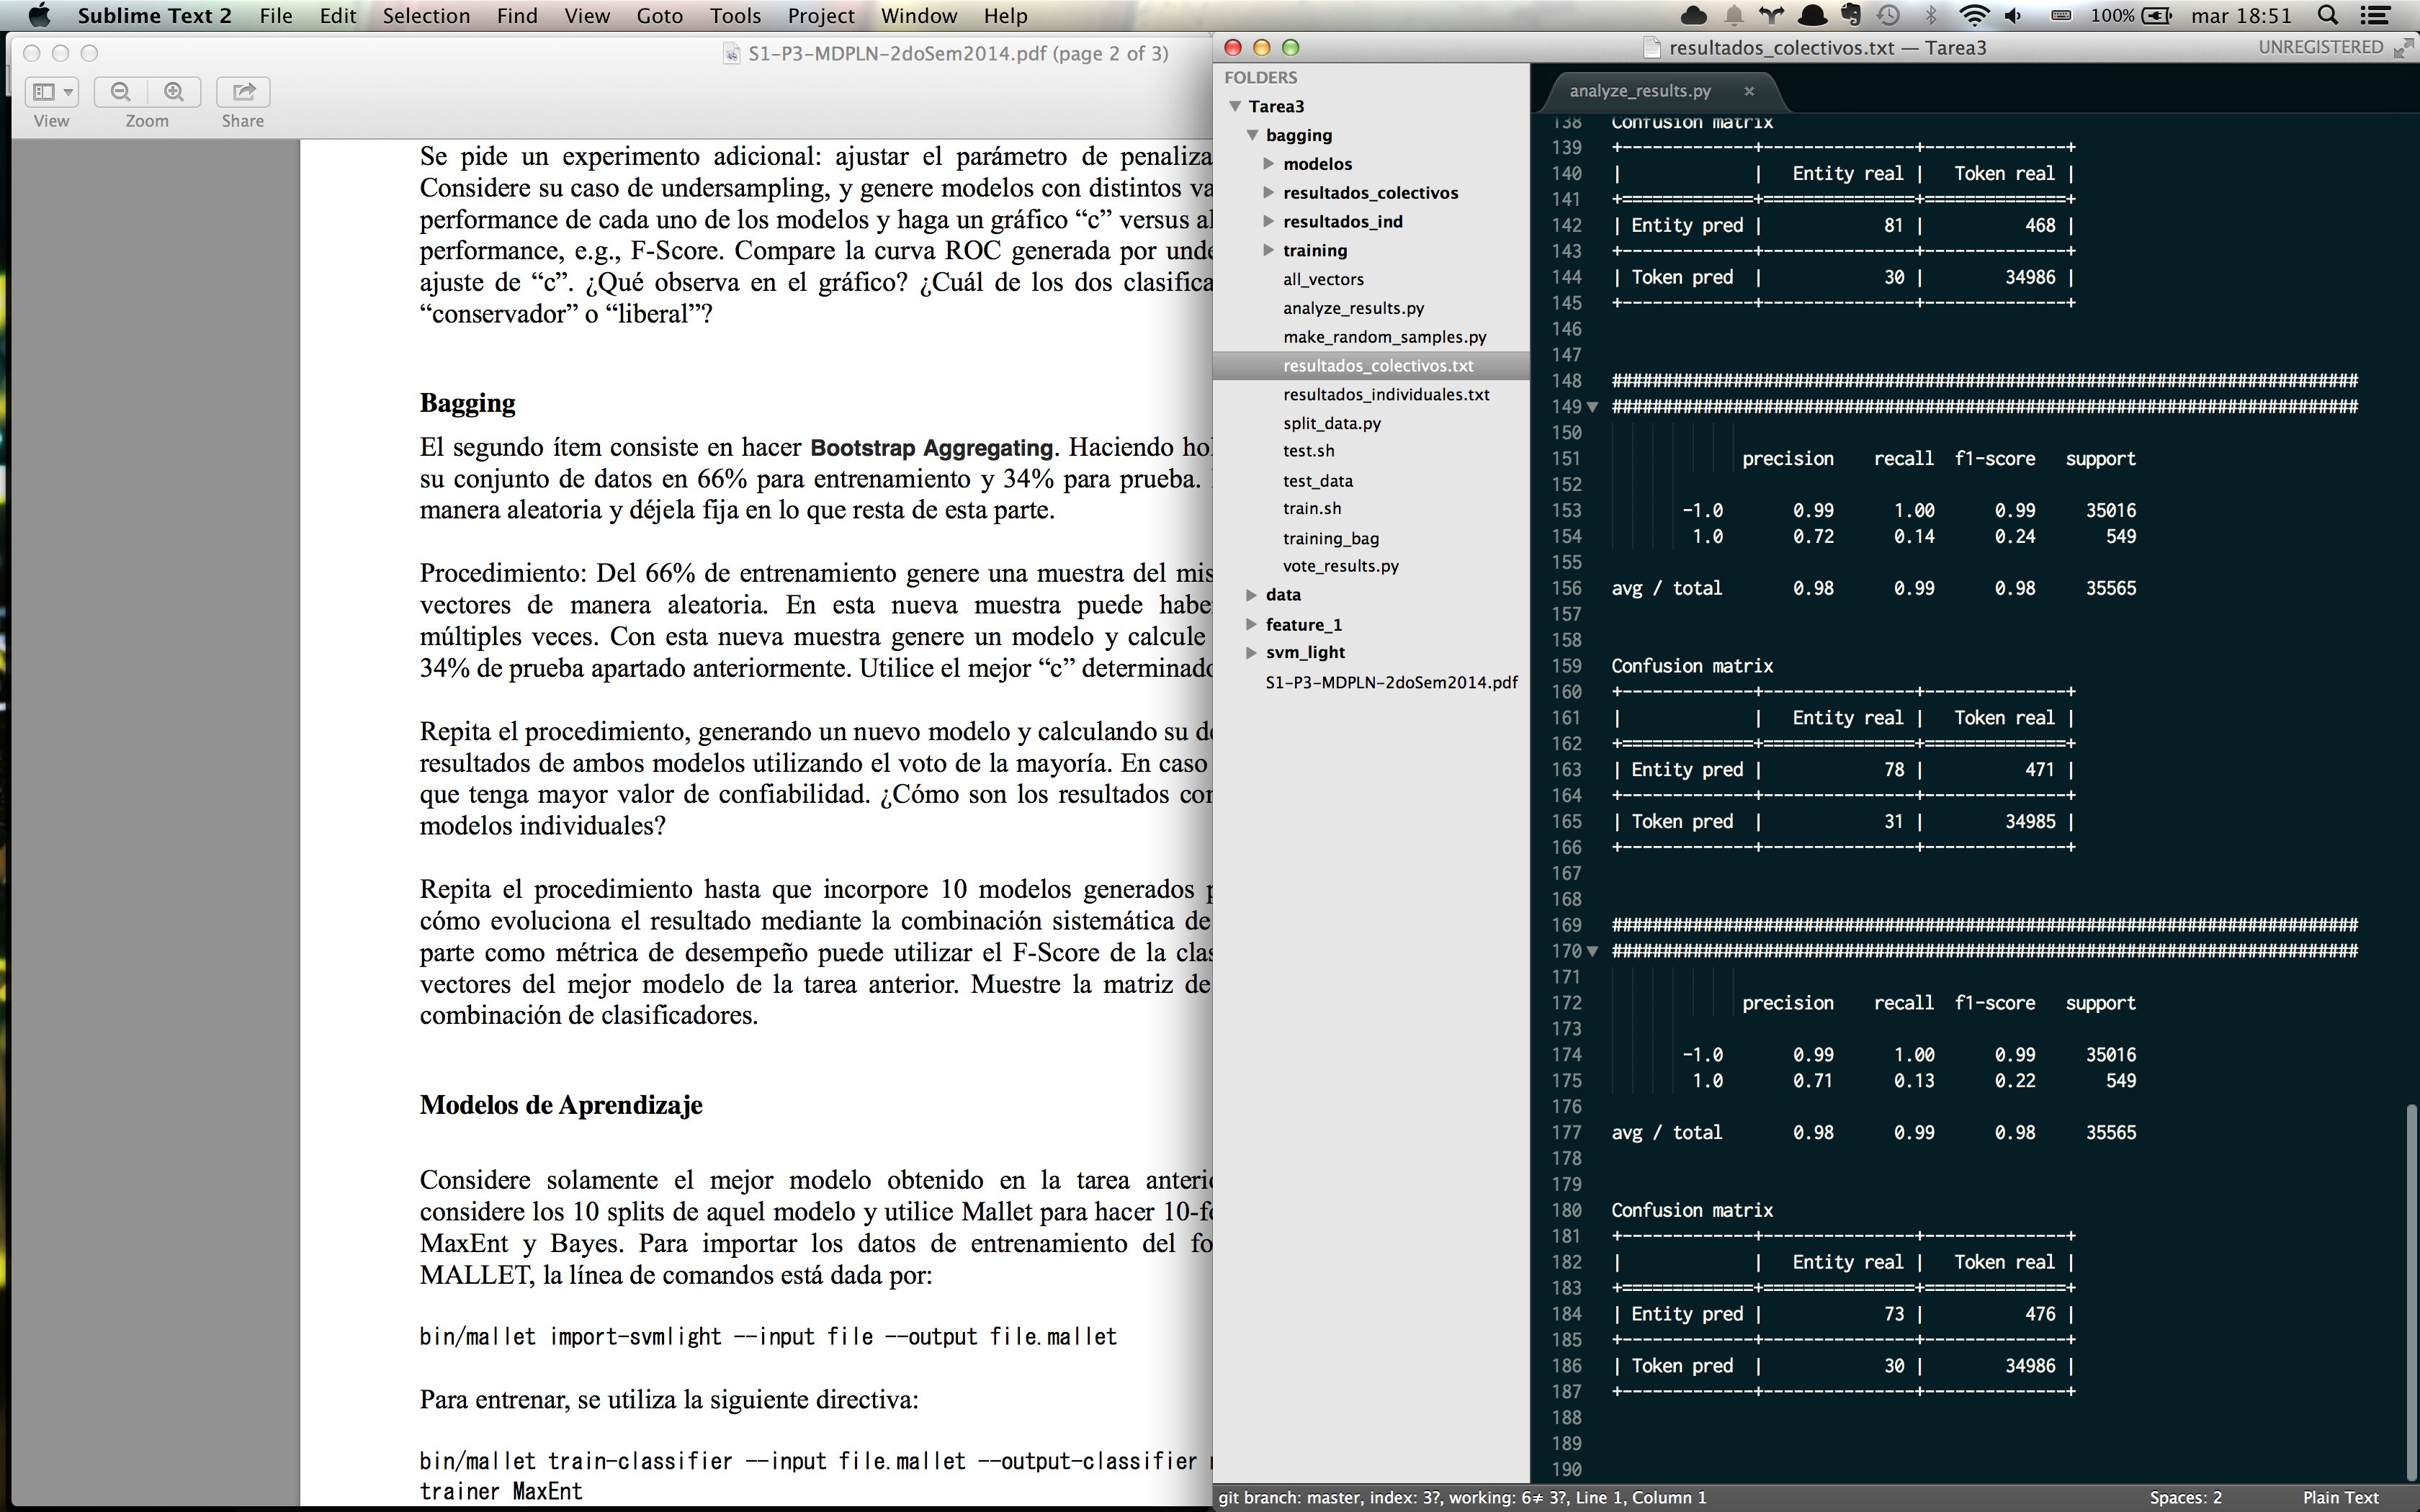 Sublime Text 2 File Edit Selection Find View Goto Tools Project Window Help 100% mar 18:51
S1-P3-MDPLN-2doSem2014.pdf (page 2 of 3)
View Zoom Share
Se pide un experimento adicional: ajustar el parámetro de penaliza
Considere su caso de undersampling, y genere modelos con distintos va
performance de cada uno de los modelos y haga un gráfico “c” versus al
performance, e.g., F-Score. Compare la curva ROC generada por unde
ajuste de “c”. ¿Qué observa en el gráfico? ¿Cuál de los dos clasifica
“conservador” o “liberal”?
Bagging
El segundo ítem consiste en hacer Bootstrap Aggregating. Haciendo hol
su conjunto de datos en 66% para entrenamiento y 34% para prueba.
manera aleatoria y déjela fija en lo que resta de esta parte.
Procedimiento: Del 66% de entrenamiento genere una muestra del mis
vectores de manera aleatoria. En esta nueva muestra puede habe
múltiples veces. Con esta nueva muestra genere un modelo y calcule
34% de prueba apartado anteriormente. Utilice el mejor “c” determinado
Repita el procedimiento, generando un nuevo modelo y calculando su de
resultados de ambos modelos utilizando el voto de la mayoría. En caso
que tenga mayor valor de confiabilidad. ¿Cómo son los resultados con
modelos individuales?
Repita el procedimiento hasta que incorpore 10 modelos generados p
cómo evoluciona el resultado mediante la combinación sistemática de
parte como métrica de desempeño puede utilizar el F-Score de la clas
vectores del mejor modelo de la tarea anterior. Muestre la matriz de
combinación de clasificadores.
Modelos de Aprendizaje
Considere solamente el mejor modelo obtenido en la tarea anterio
considere los 10 splits de aquel modelo y utilice Mallet para hacer 10-fo
MaxEnt y Bayes. Para importar los datos de entrenamiento del fo
MALLET, la línea de comandos está dada por:
bin/mallet import-svmlight --input file --output file.mallet
Para entrenar, se utiliza la siguiente directiva:
bin/mallet train-classifier --input file.mallet --output-classifier
trainer MaxEnt
resultados_colectivos.txt — Tarea3 UNREGISTERED
FOLDERS
Tarea3
bagging
modelos
resultados_colectivos
resultados_ind
training
all_vectors
analyze_results.py
make_random_samples.py
resultados_colectivos.txt
resultados_individuales.txt
split_data.py
test.sh
test_data
train.sh
training_bag
vote_results.py
data
feature_1
svm_light
S1-P3-MDPLN-2doSem2014.pdf
analyze_results.py ×
138 Confusion matrix
139 +-------------+---------------+--------------+
140 |             |   Entity real |   Token real |
141 +=============+===============+==============+
142 | Entity pred |            81 |          468 |
143 +-------------+---------------+--------------+
144 | Token pred  |            30 |        34986 |
145 +-------------+---------------+--------------+
146
147
148 ##########################################################################
149 ##########################################################################
150
151 precision recall f1-score support
152
153 -1.0 0.99 1.00 0.99 35016
154 1.0 0.72 0.14 0.24 549
155
156 avg / total 0.98 0.99 0.98 35565
157
158
159 Confusion matrix
160 +-------------+---------------+--------------+
161 |             |   Entity real |   Token real |
162 +=============+===============+==============+
163 | Entity pred |            78 |          471 |
164 +-------------+---------------+--------------+
165 | Token pred  |            31 |        34985 |
166 +-------------+---------------+--------------+
167
168
169 ##########################################################################
170 ##########################################################################
171
172 precision recall f1-score support
173
174 -1.0 0.99 1.00 0.99 35016
175 1.0 0.71 0.13 0.22 549
176
177 avg / total 0.98 0.99 0.98 35565
178
179
180 Confusion matrix
181 +-------------+---------------+--------------+
182 |             |   Entity real |   Token real |
183 +=============+===============+==============+
184 | Entity pred |            73 |          476 |
185 +-------------+---------------+--------------+
186 | Token pred  |            30 |        34986 |
187 +-------------+---------------+--------------+
188
189
190
git branch: master, index: 3?, working: 6≠ 3?, Line 1, Column 1 Spaces: 2 Plain Text